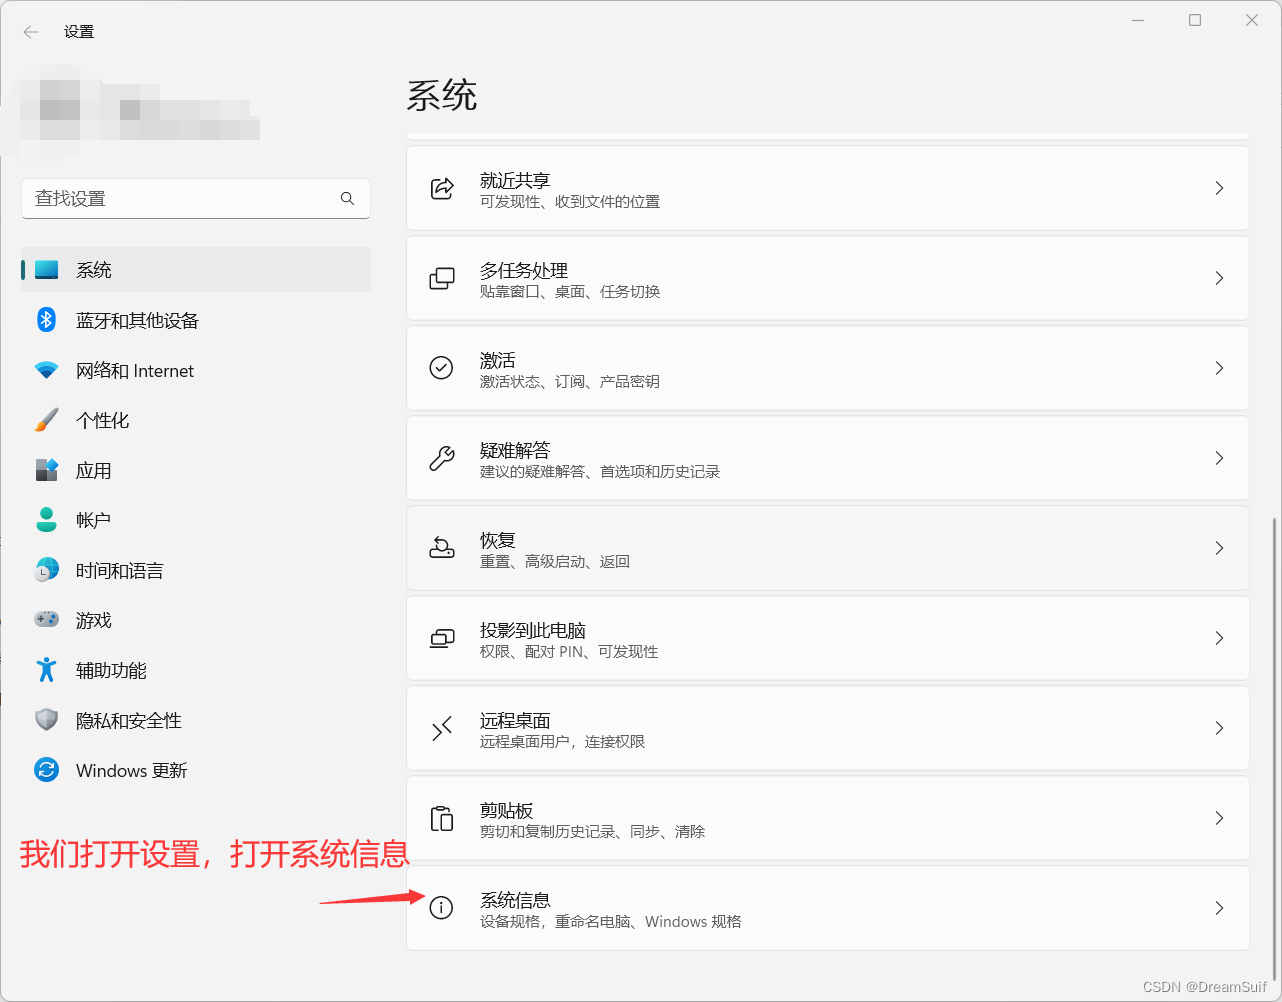 设置
系统
查找设置
系统
蓝牙和其他设备
网络和 Internet
个性化
应用
帐户
时间和语言
游戏
辅助功能
隐私和安全性
Windows 更新
就近共享
可发现性、收到文件的位置
多任务处理
贴靠窗口、桌面、任务切换
激活
激活状态、订阅、产品密钥
疑难解答
建议的疑难解答、首选项和历史记录
恢复
重置、高级启动、返回
投影到此电脑
权限、配对 PIN、可发现性
远程桌面
远程桌面用户，连接权限
剪贴板
剪切和复制历史记录、同步、清除
我们打开设置，打开系统信息
系统信息
设备规格，重命名电脑、Windows 规格
CSDN @DreamSuif